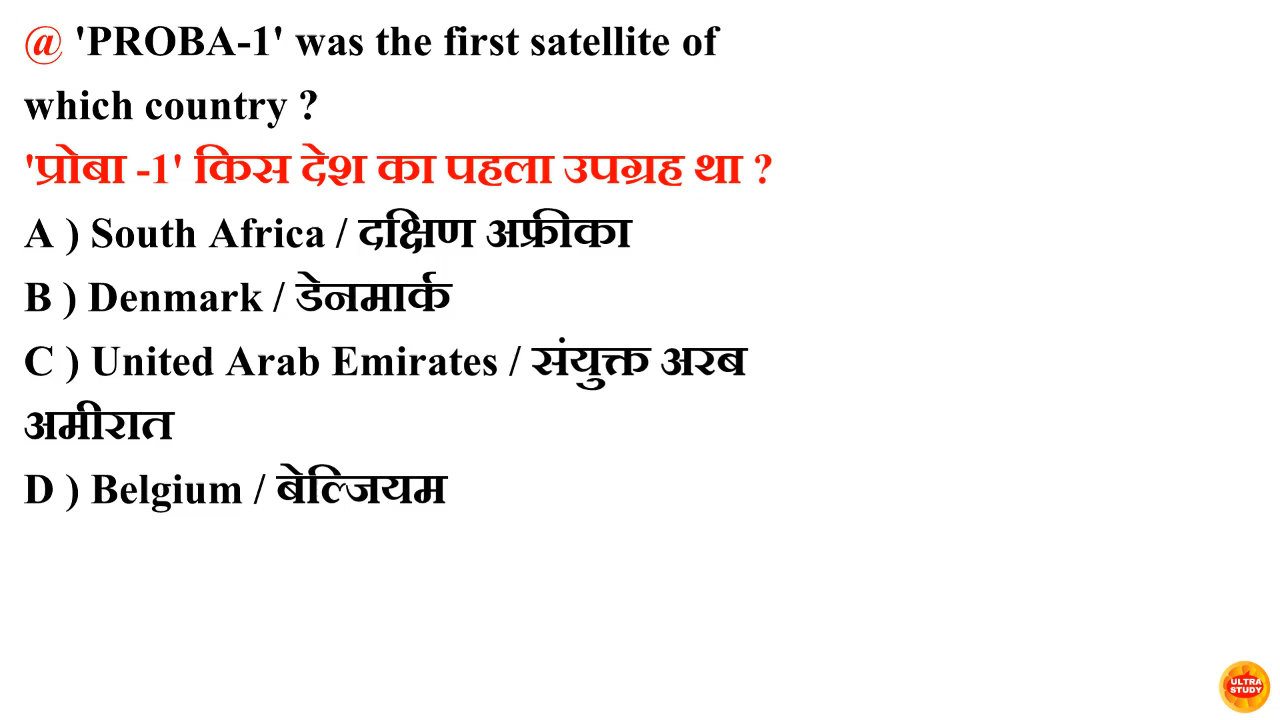 @ 'PROBA-1' was the first satellite of
which country ?
'प्रोबा -1' किस देश का पहला उपग्रह था ?
A ) South Africa / दक्षिण अफ्रीका
B ) Denmark / डेनमार्क
C ) United Arab Emirates / संयुक्त अरब
अमीरात
D ) Belgium / बेल्जियम
ULTRA
STUDY